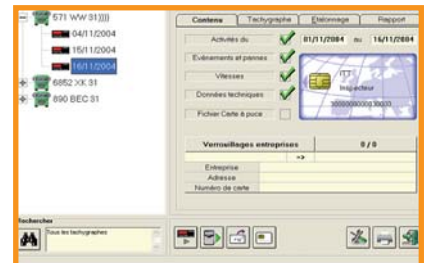 571 WW 31))))
04/11/2004
15/11/2004
16/11/2004
6852 XK 31
890 BEC 31
Contenu Tachygraphe Etalonnage Rapport
Activités du 01/11/2004 au 16/11/2004
Evénements et pannes
Vitesses
Données techniques
Fichier Carte à puce
ITT
Inspecteur
Verrouillages entreprises 0 / 0
=>
Entreprise
Adresse
Numéro de carte
Rechercher
Tous les tachygraphes